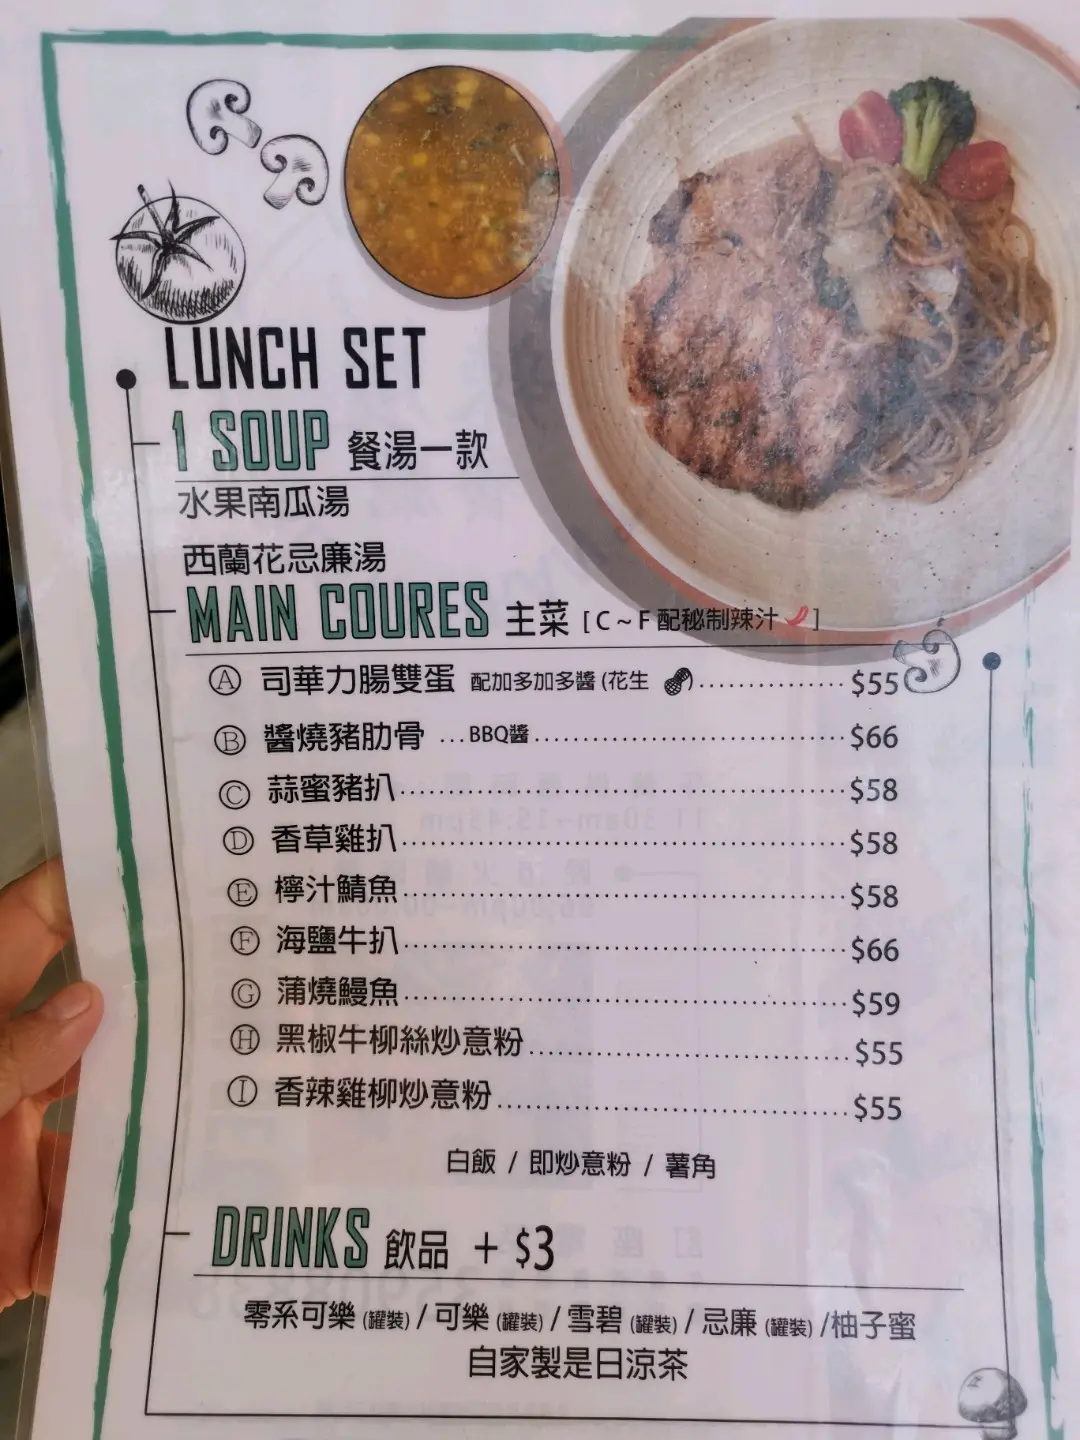 LUNCH SET
1 SOUP 餐湯一款
水果南瓜湯
西蘭花忌廉湯
MAIN COURES 主菜 [C~F配秘制辣汁]
Ⓐ 司華力腸雙蛋 配加多加多醬(花生)..............$55
Ⓑ 醬燒豬肋骨 ...BBQ醬..............$66
Ⓒ 蒜蜜豬扒..............$58
Ⓓ 香草雞扒..............$58
Ⓔ 檸汁鯖魚..............$58
Ⓕ 海鹽牛扒..............$66
Ⓖ 蒲燒鰻魚..............$59
Ⓗ 黑椒牛柳絲炒意粉..............$55
Ⓘ 香辣雞柳炒意粉..............$55
白飯 / 即炒意粉 / 薯角
DRINKS 飲品 + $3
零系可樂 (罐裝) / 可樂 (罐裝) / 雪碧 (罐裝) / 忌廉 (罐裝) /柚子蜜
自家製是日涼茶